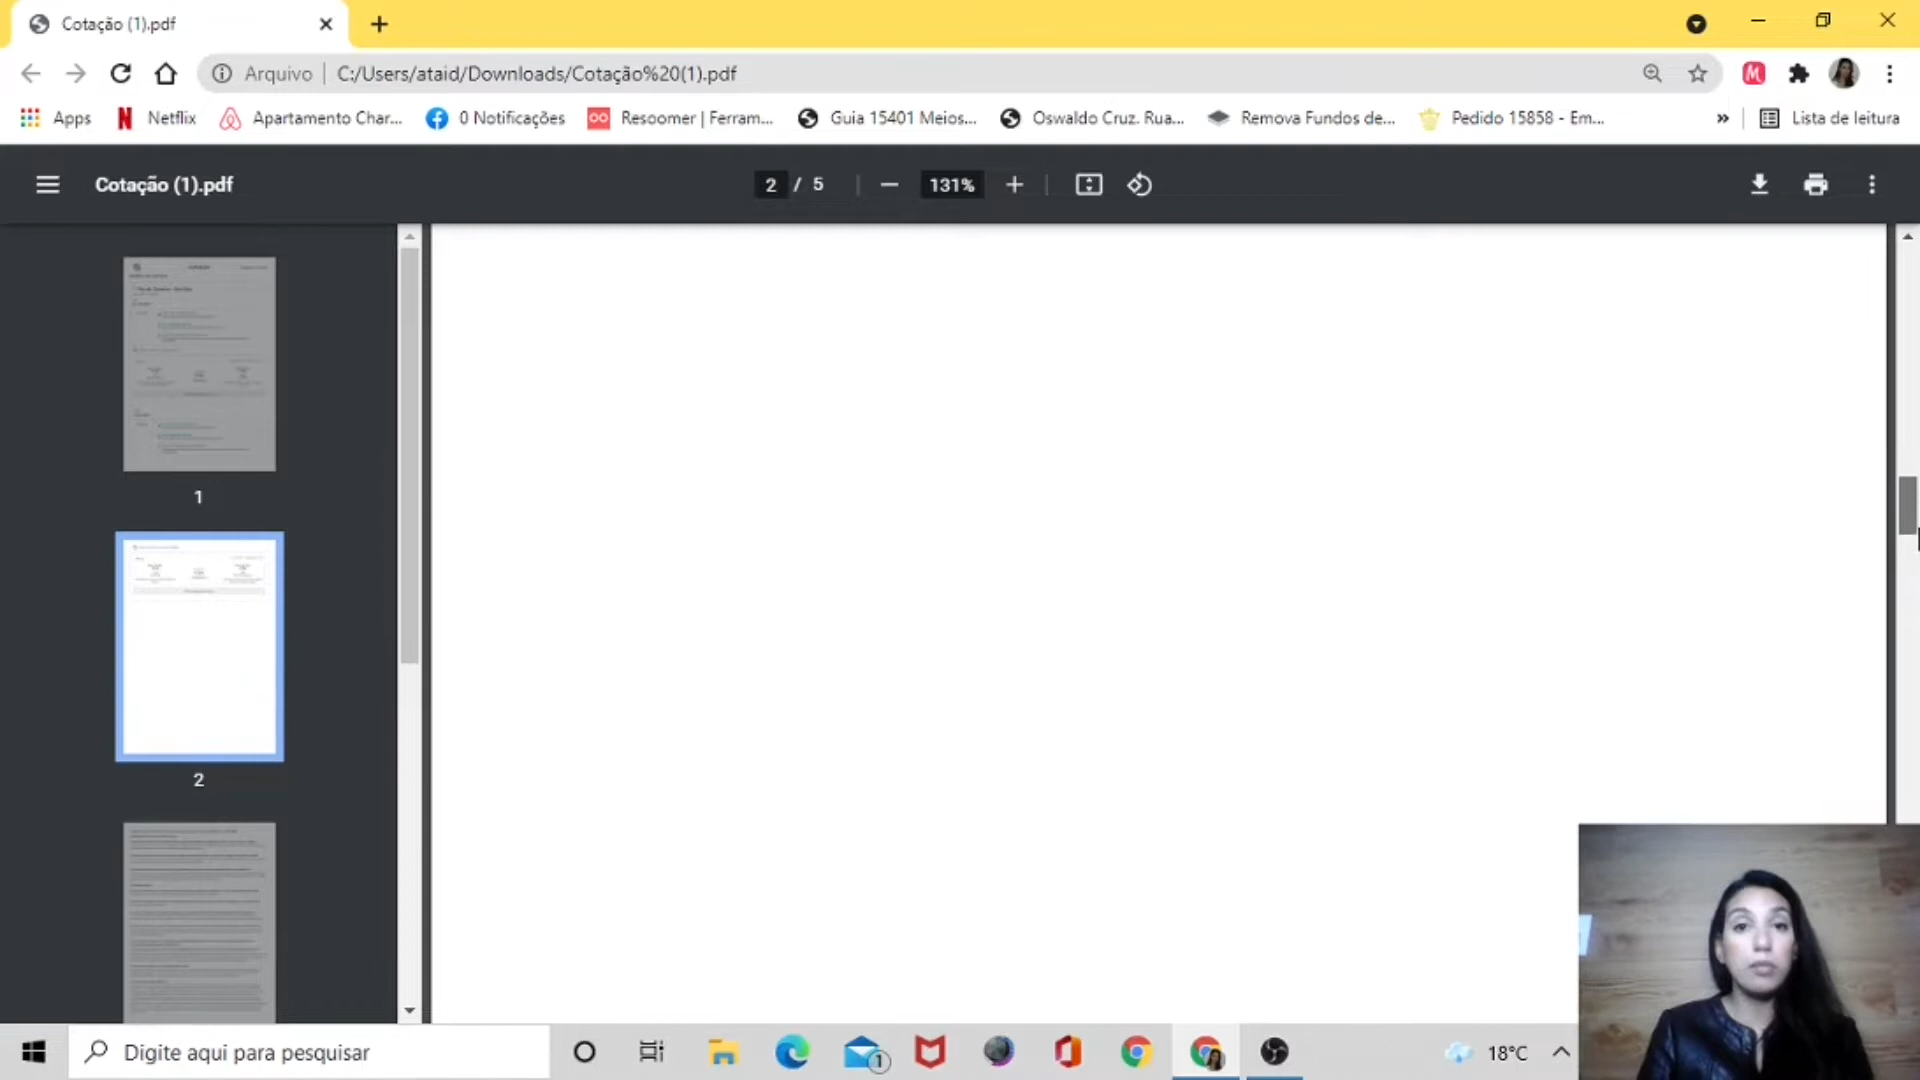 Cotação (1).pdf
Arquivo
C:/Users/ataid/Downloads/Cotação%20(1).pdf
M
Apps
Netflix
Apartamento Char...
0 Notificações
Resoomer | Ferram...
Guia 15401 Meios...
Oswaldo Cruz. Rua...
Remova Fundos de...
Pedido 15858 - Em...
»
Lista de leitura
Cotação (1).pdf
2 / 5
131%
1
2
Digite aqui para pesquisar
1
18°C